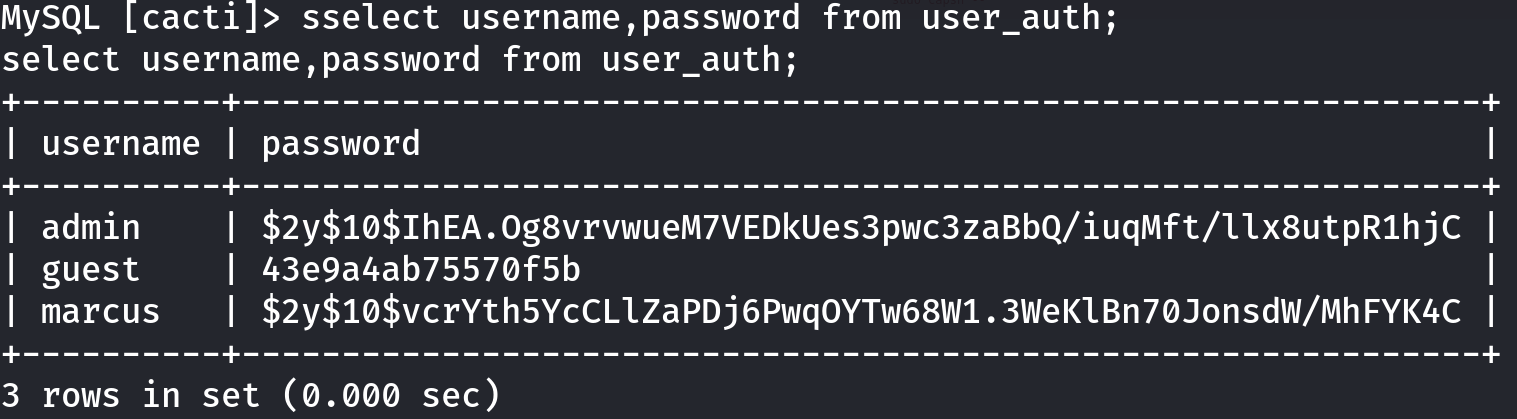 MySQL [cacti]> sselect username,password from user_auth;
select username,password from user_auth;
+----------+--------------------------------------------------------------+
| username | password                                                     |
+----------+--------------------------------------------------------------+
| admin    | $2y$10$IhEA.Og8vrvwueM7VEDkUes3pwc3zaBbQ/iuqMft/llx8utpR1hjC |
| guest    | 43e9a4ab75570f5b                                             |
| marcus   | $2y$10$vcrYth5YcCLlZaPDj6PwqOYTw68W1.3WeKlBn70JonsdW/MhFYK4C |
+----------+--------------------------------------------------------------+
3 rows in set (0.000 sec)